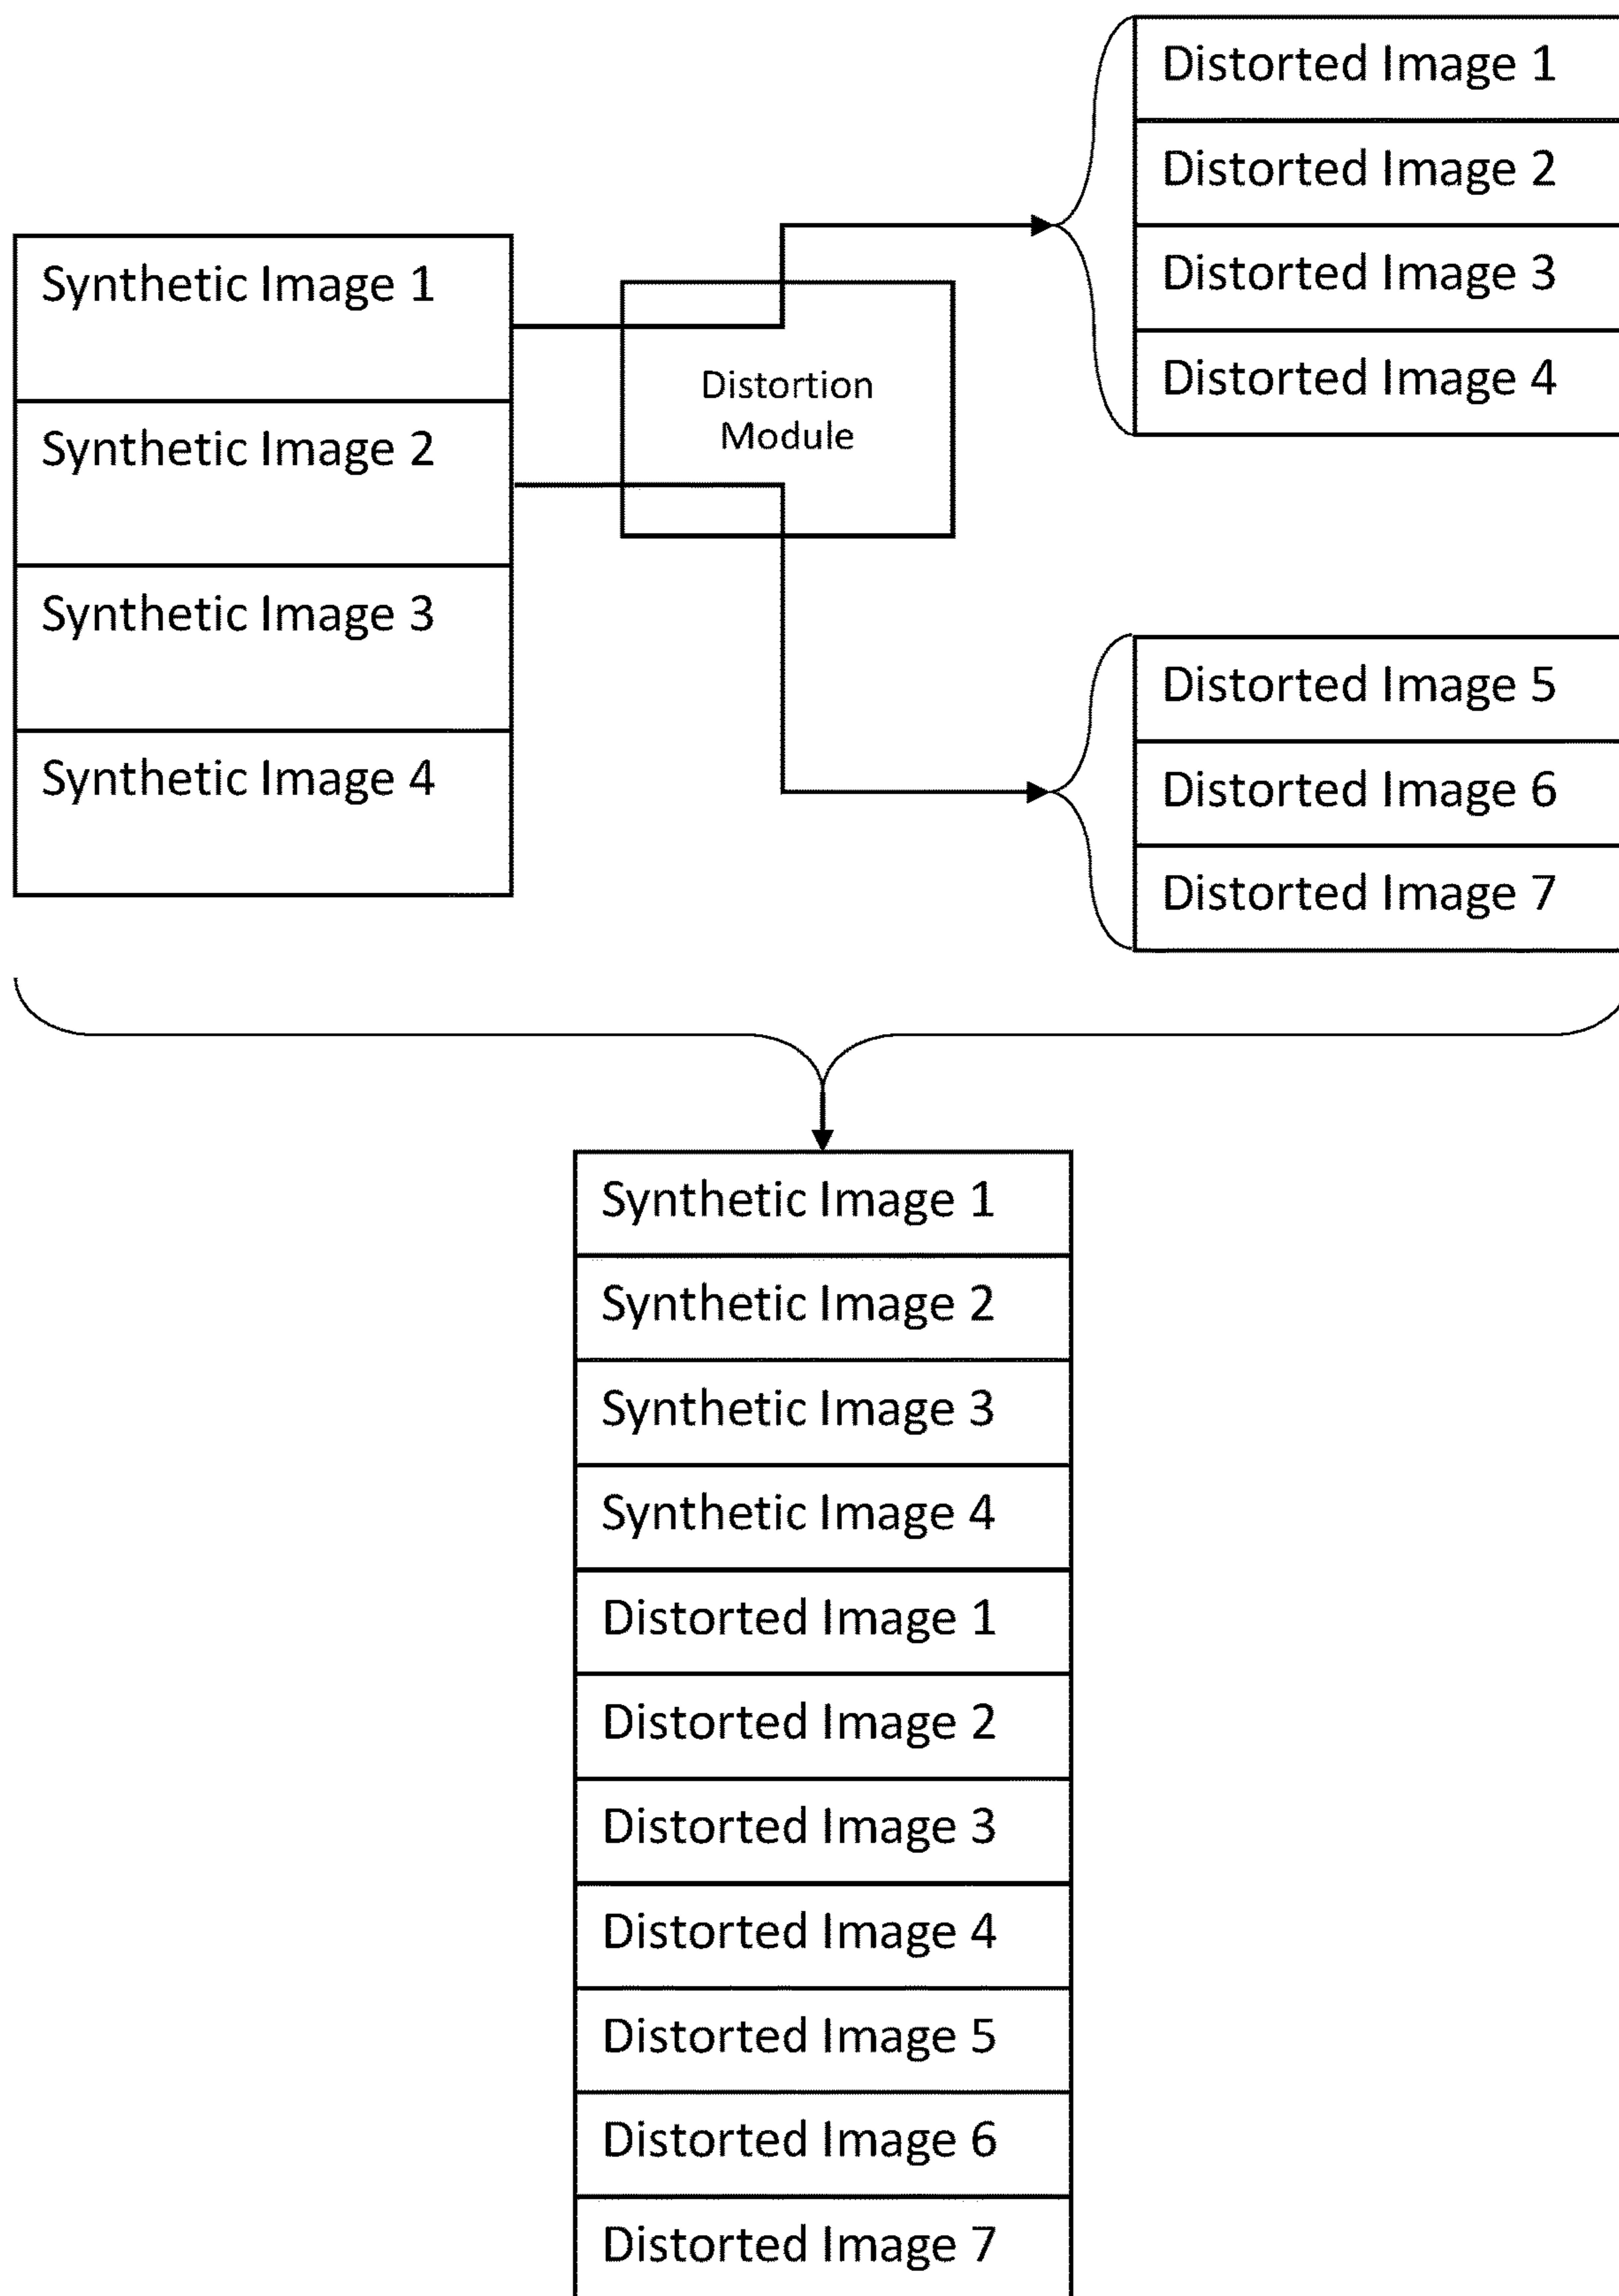 Synthetic Image 1
Synthetic Image 2
Synthetic Image 3
Synthetic Image 4
Distortion
Module
Distorted Image 1
Distorted Image 2
Distorted Image 3
Distorted Image 4
Distorted Image 5
Distorted Image 6
Distorted Image 7
Synthetic Image 1
Synthetic Image 2
Synthetic Image 3
Synthetic Image 4
Distorted Image 1
Distorted Image 2
Distorted Image 3
Distorted Image 4
Distorted Image 5
Distorted Image 6
Distorted Image 7